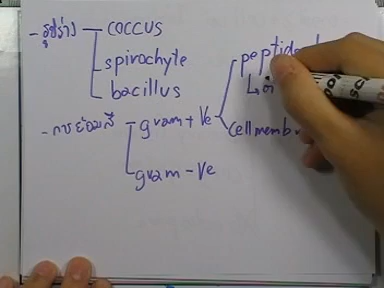 - รูปร่าง - coccus
spirochyte
bacillus
- การย้อมสี - gram + Ve
cell
gram - Ve